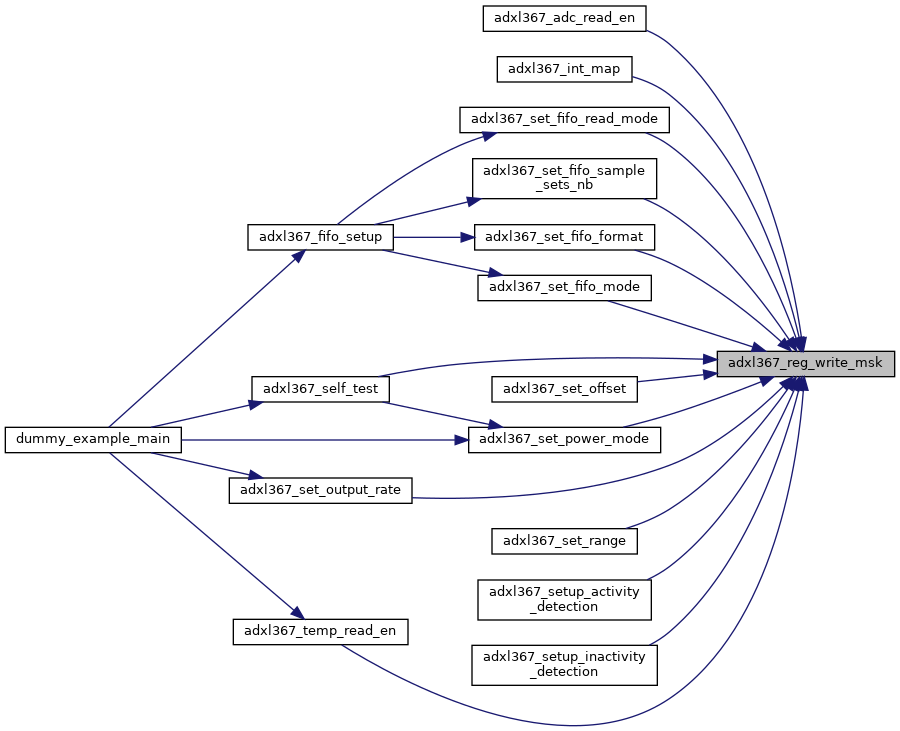 adxl367_adc_read_en
adxl367_int_map
adxl367_set_fifo_read_mode
adxl367_set_fifo_sample
_sets_nb
adxl367_fifo_setup
adxl367_set_fifo_format
adxl367_set_fifo_mode
adxl367_reg_write_msk
adxl367_self_test
adxl367_set_offset
dummy_example_main
adxl367_set_power_mode
adxl367_set_output_rate
adxl367_set_range
adxl367_setup_activity
_detection
adxl367_temp_read_en
adxl367_setup_inactivity
_detection